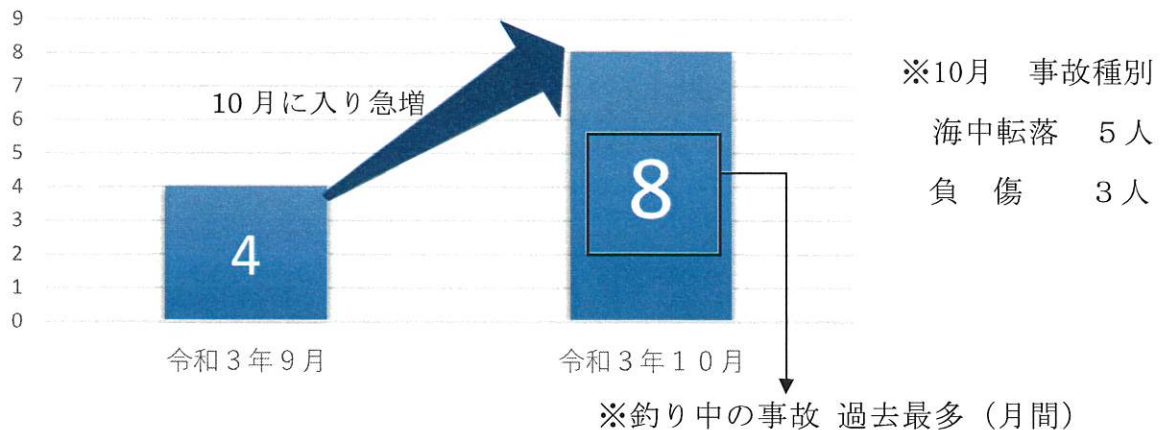 9
8
7
6
5
4
3
2
1
0
10月に入り急増
4
8
令和3年9月
令和3年10月
※10月　事故種別
海中転落　5人
負　傷　　3人
※釣り中の事故 過去最多（月間）